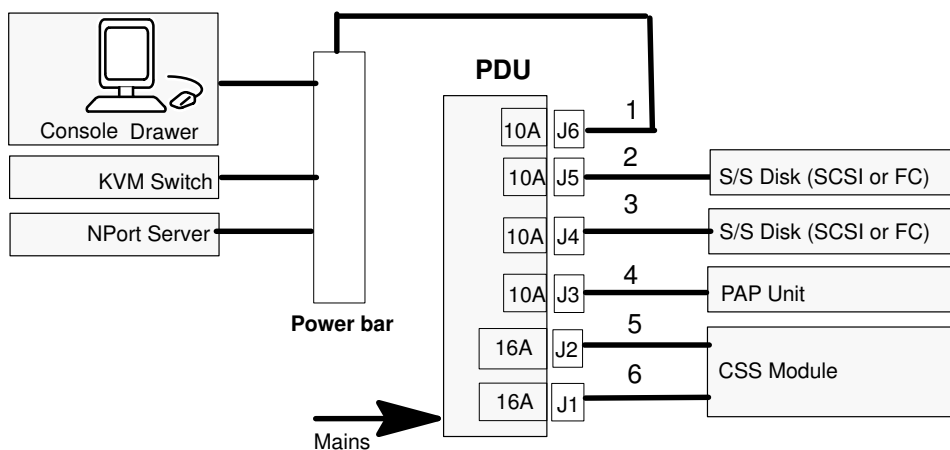 Console Drawer
KVM Switch
NPort Server
Power bar
PDU
Mains
10A J6 1
10A J5 2 S/S Disk (SCSI or FC)
10A J4 3 S/S Disk (SCSI or FC)
10A J3 4 PAP Unit
16A J2 5
CSS Module
16A J1 6